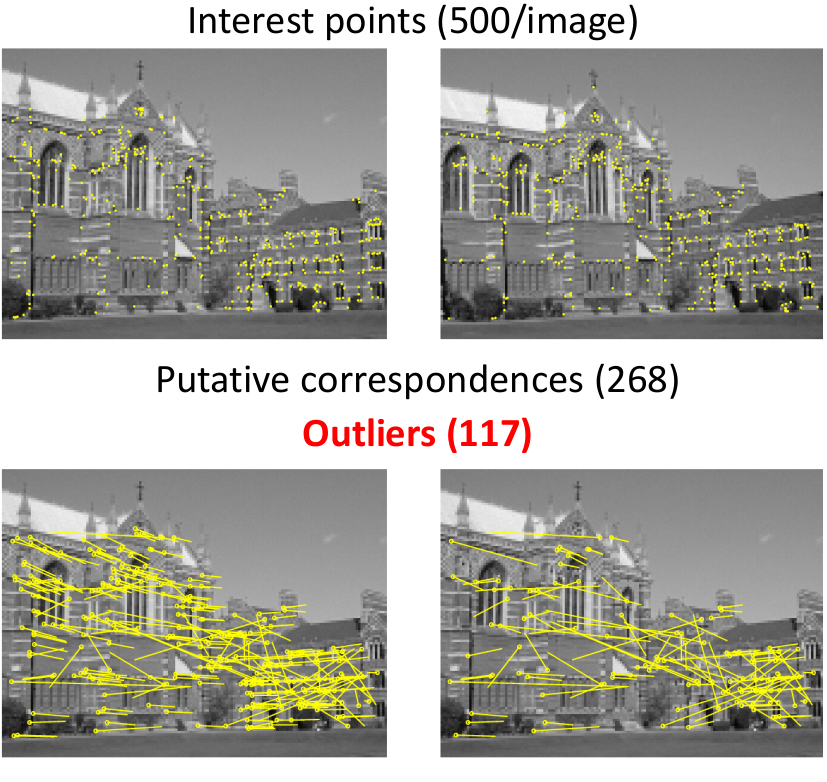 Interest points (500/image)
Putative correspondences (268)
Outliers (117)